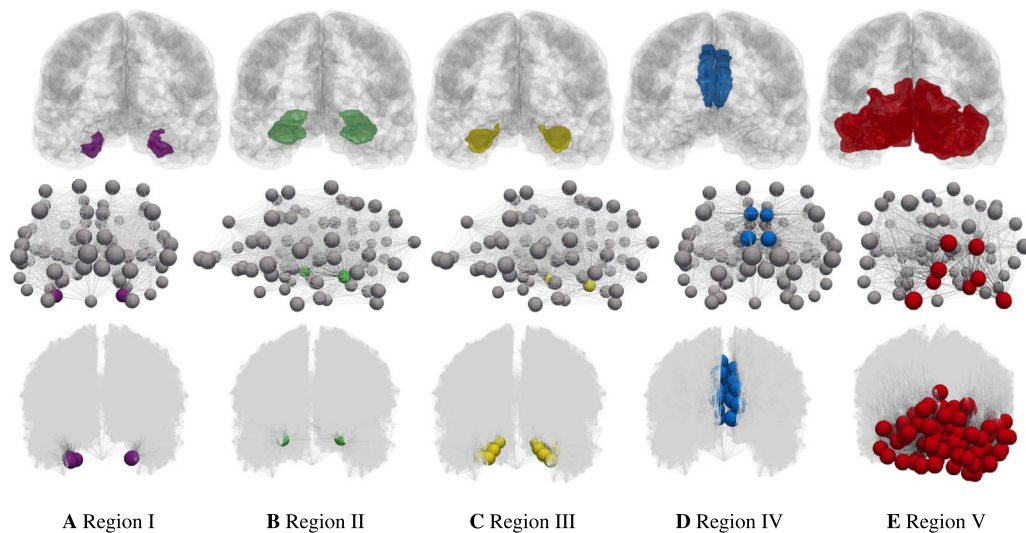 A Region I
B Region II
C Region III
D Region IV
E Region V